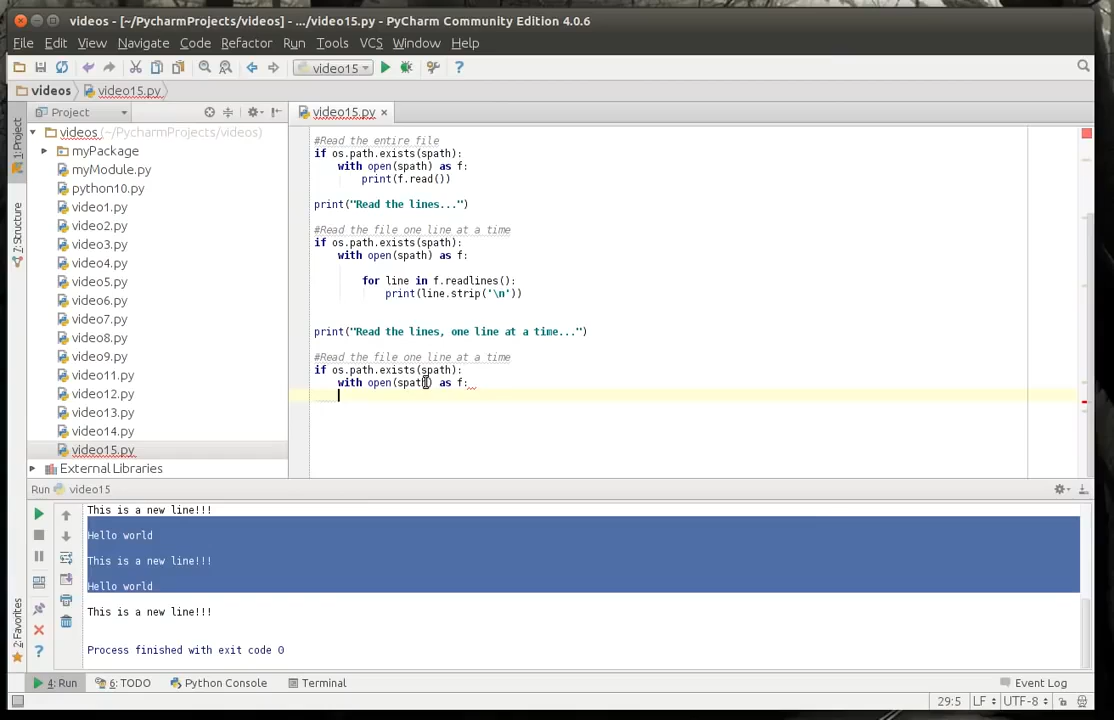 videos - [~/PycharmProjects/videos] - .../video15.py - PyCharm Community Edition 4.0.6
File Edit View Navigate Code Refactor Run Tools VCS Window Help
video15
videos video15.py
Project
video15.py
1: Project
7: Structure
2: Favorites
videos (~/PycharmProjects/videos)
myPackage
myModule.py
python10.py
video1.py
video2.py
video3.py
video4.py
video5.py
video6.py
video7.py
video8.py
video9.py
video11.py
video12.py
video13.py
video14.py
video15.py
External Libraries
#Read the entire file
if os.path.exists(spath):
with open(spath) as f:
print(f.read())
print("Read the lines...")
#Read the file one line at a time
if os.path.exists(spath):
with open(spath) as f:
for line in f.readlines():
print(line.strip('\n'))
print("Read the lines, one line at a time...")
#Read the file one line at a time
if os.path.exists(spath):
with open(spath) as f:
Run video15
This is a new line!!!
Hello world
This is a new line!!!
Hello world
This is a new line!!!
Process finished with exit code 0
4: Run 6: TODO Python Console Terminal Event Log
29:5 LF UTF-8